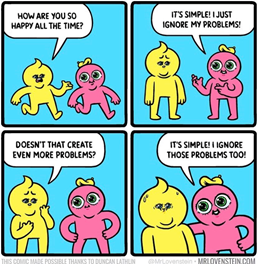 HOW ARE YOU SO
HAPPY ALL THE TIME?
IT'S SIMPLE! I JUST
IGNORE MY PROBLEMS!
DOESN'T THAT CREATE
EVEN MORE PROBLEMS?
IT'S SIMPLE! I IGNORE
THOSE PROBLEMS TOO!
THIS COMIC MADE POSSIBLE THANKS TO DUNCAN LATHLIN
@MrLovenstein • MRLOVENSTEIN.COM